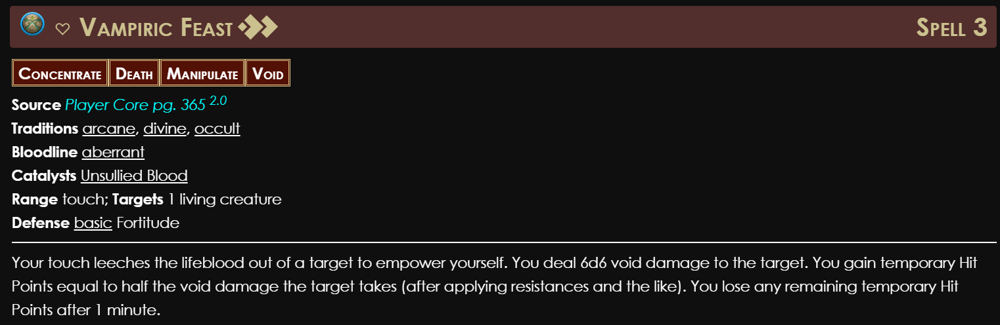 Vampiric Feast Spell 3
Concentrate Death Manipulate Void
Source Player Core pg. 365 2.0
Traditions arcane, divine, occult
Bloodline aberrant
Catalysts Unsullied Blood
Range touch; Targets 1 living creature
Defense basic Fortitude
Your touch leeches the lifeblood out of a target to empower yourself. You deal 6d6 void damage to the target. You gain temporary Hit
Points equal to half the void damage the target takes (after applying resistances and the like). You lose any remaining temporary Hit
Points after 1 minute.